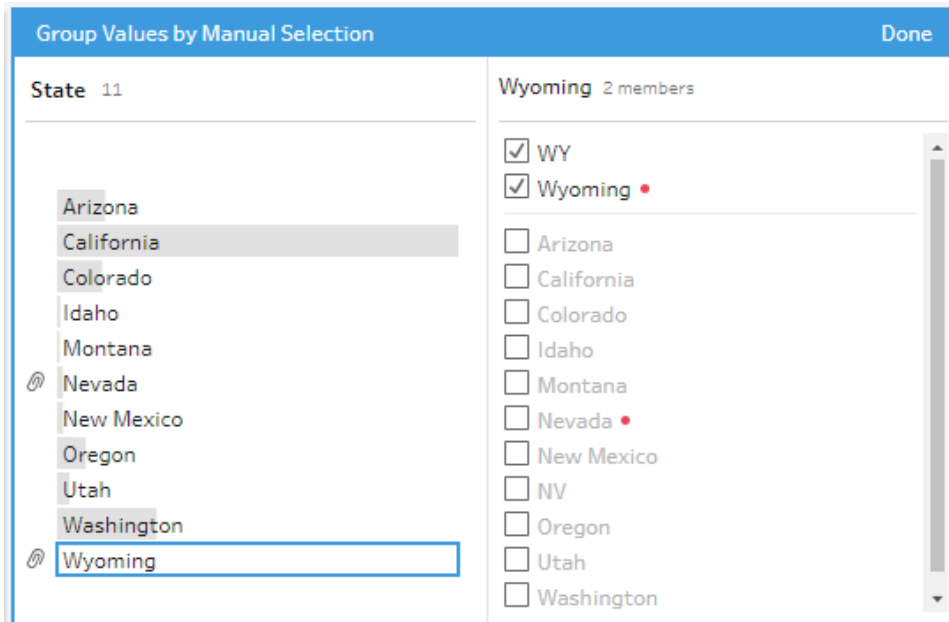 Group Values by Manual Selection Done
State 11
Arizona
California
Colorado
Idaho
Montana
Nevada
New Mexico
Oregon
Utah
Washington
Wyoming
Wyoming 2 members
WY
Wyoming
Arizona
California
Colorado
Idaho
Montana
Nevada
New Mexico
NV
Oregon
Utah
Washington